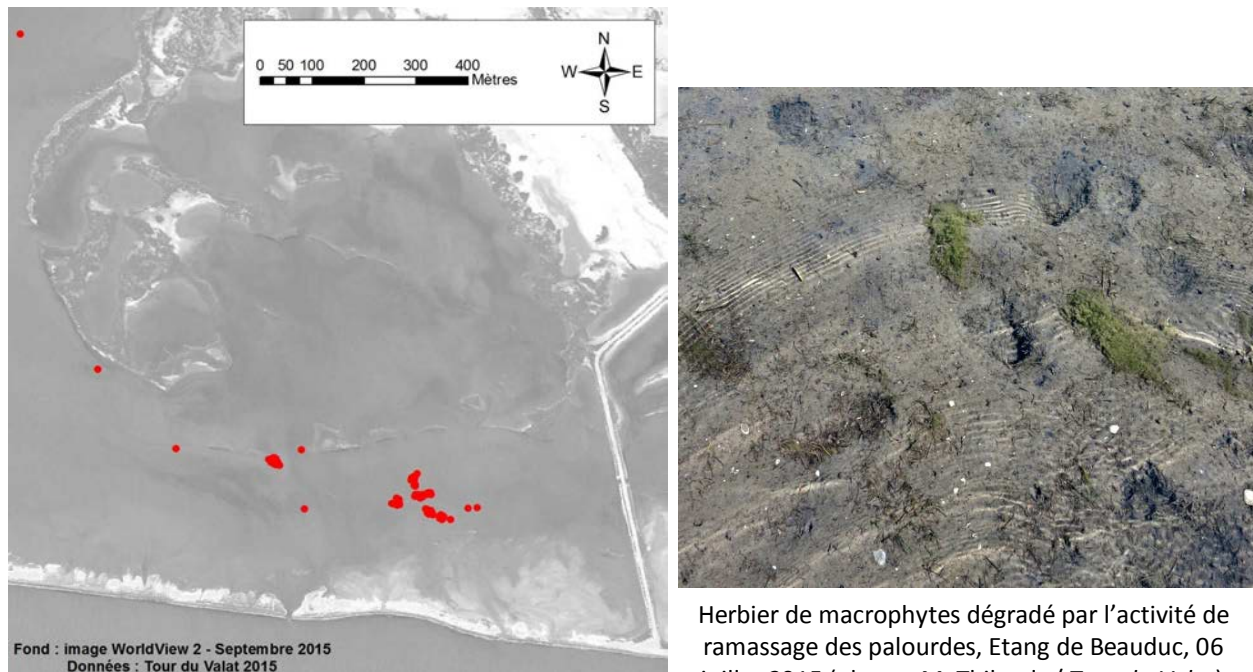 N
0 50 100 200 300 400
Mètres
W E
S
Fond : image WorldView 2 - Septembre 2015
Données : Tour du Valat 2015
Herbier de macrophytes dégradé par l'activité de
ramassage des palourdes, Etang de Beauduc, 06